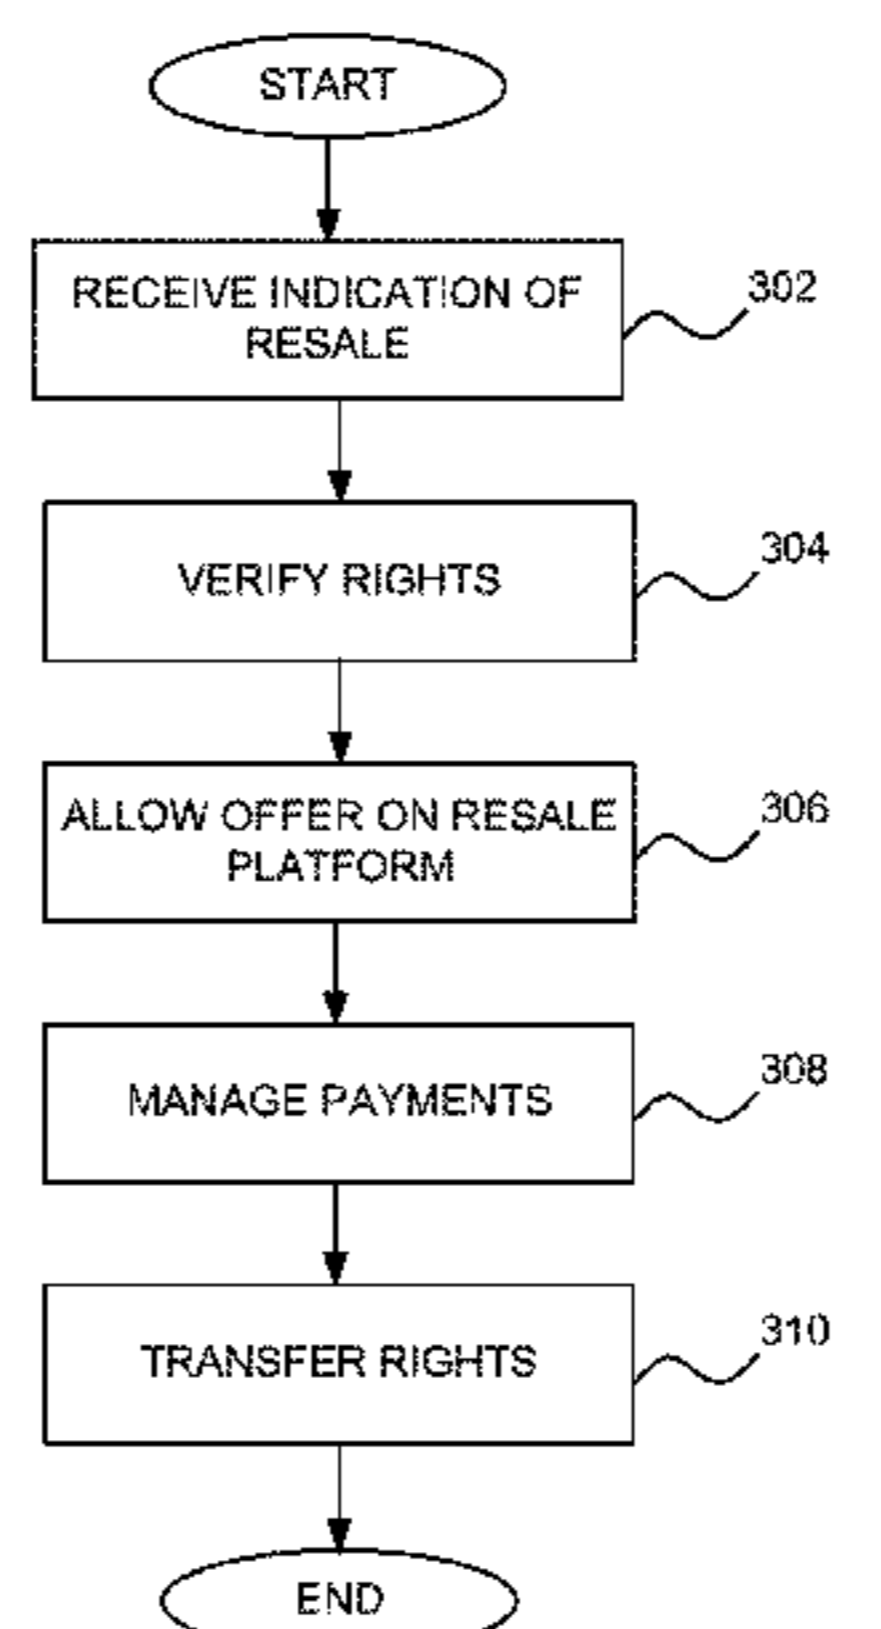 START
RECEIVE INDICATION OF
RESALE
302
VERIFY RIGHTS
304
ALLOW OFFER ON RESALE
PLATFORM
306
MANAGE PAYMENTS
308
TRANSFER RIGHTS
310
END